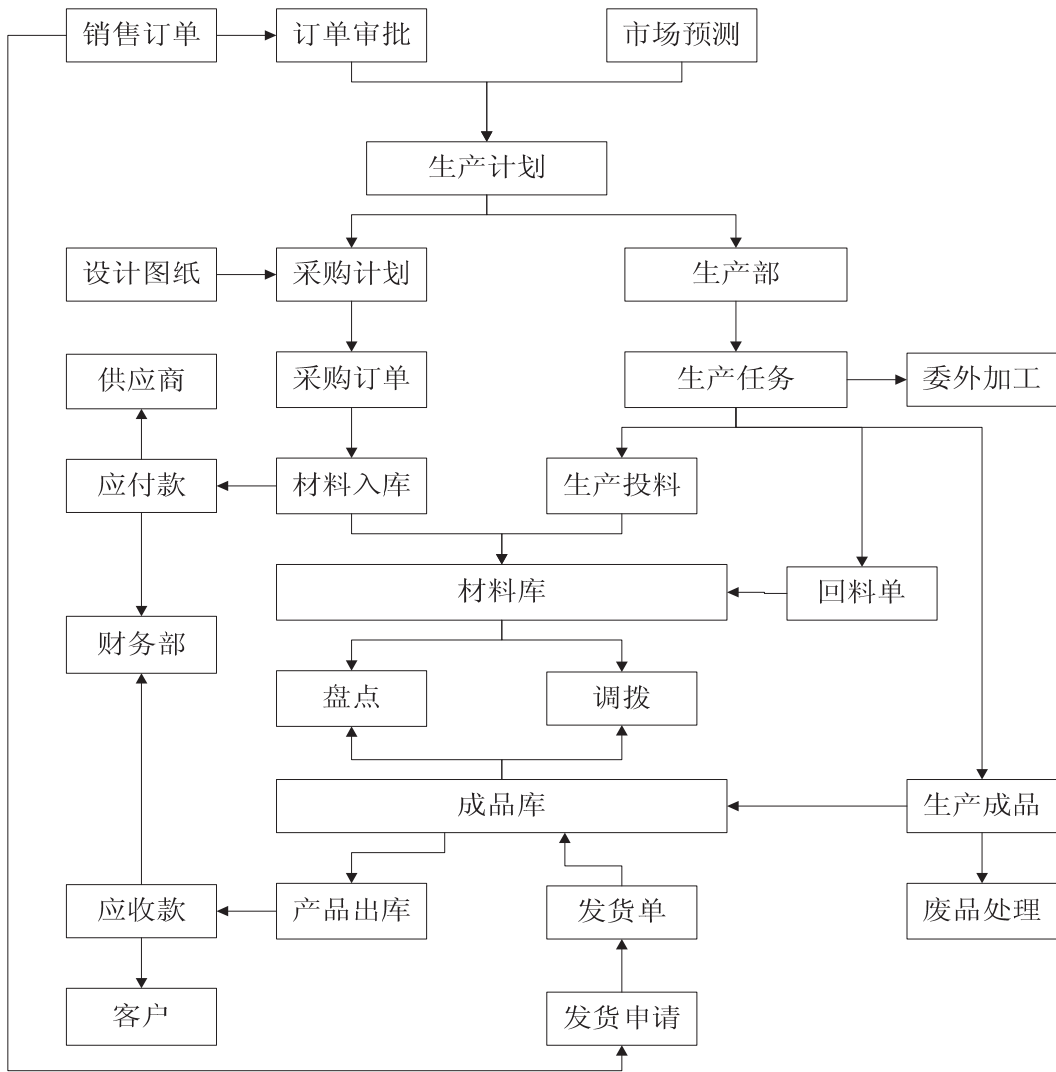 销售订单
订单审批
市场预测
生产计划
设计图纸
采购计划
生产部
供应商
采购订单
生产任务
委外加工
应付款
材料入库
生产投料
材料库
回料单
财务部
盘点
调拨
成品库
生产成品
应收款
产品出库
发货单
废品处理
客户
发货申请